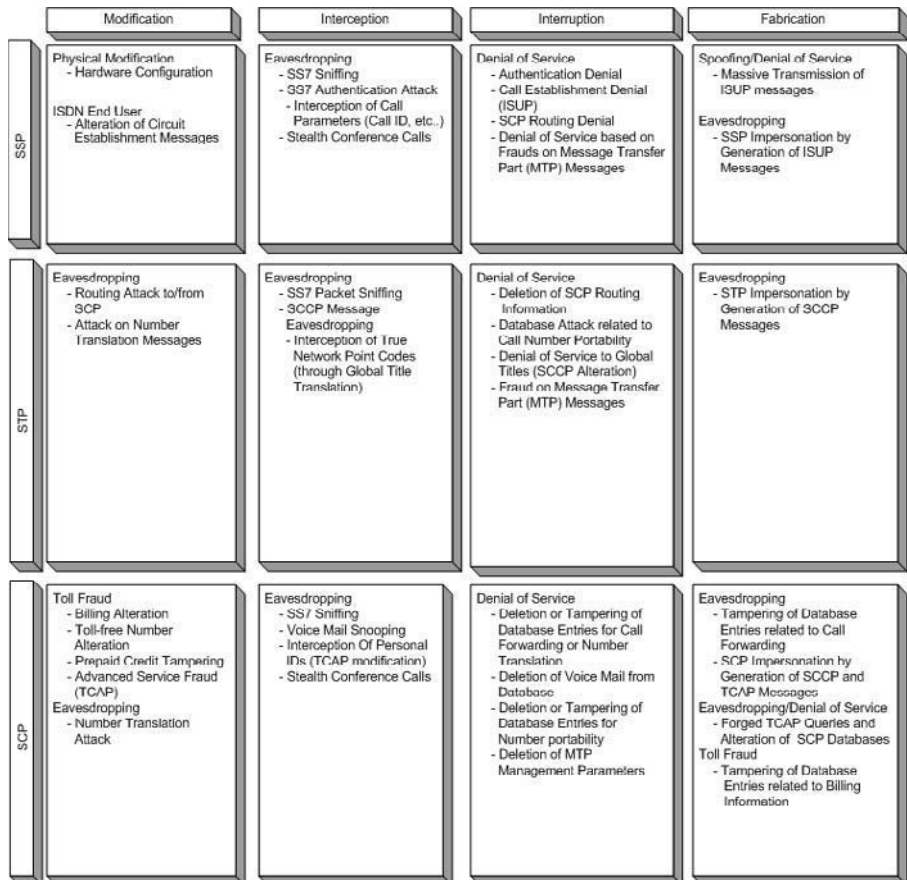 Modification
Interception
Interruption
Fabrication
SSP
Physical Modification
- Hardware Configuration
ISDN End User
- Alteration of Circuit
Establishment Messages
Eavesdropping
- SS7 Sniffing
- SS7 Authentication Attack
- Interception of Call
Parameters (Call ID, etc..)
- Stealth Conference Calls
Denial of Service
- Authentication Denial
- Call Establishment Denial
(ISUP)
- SCP Routing Denial
- Denial of Service based on
Frauds on Message Transfer
Part (MTP) Messages
Spoofing/Denial of Service
- Massive Transmission of
ISUP messages
Eavesdropping
- SSP Impersonation by
Generation of ISUP
Messages
STP
Eavesdropping
- Routing Attack to/from
SCP
- Attack on Number
Translation Messages
Eavesdropping
- SS7 Packet Sniffing
- SCCP Message
Eavesdropping
- Interception of True
Network Point Codes
(through Global Title
Translation)
Denial of Service
- Deletion of SCP Routing
Information
- Database Attack related to
Call Number Portability
- Denial of Service to Global
Titles (SCCP Alteration)
- Fraud on Message Transfer
Part (MTP) Messages
Eavesdropping
- STP Impersonation by
Generation of SCCP
Messages
SCP
Toll Fraud
- Billing Alteration
- Toll-free Number
Alteration
- Prepaid Credit Tampering
- Advanced Service Fraud
(TCAP)
Eavesdropping
- Number Translation
Attack
Eavesdropping
- SS7 Sniffing
- Voice Mail Snooping
- Interception Of Personal
IDs (TCAP modification)
- Stealth Conference Calls
Denial of Service
- Deletion or Tampering of
Database Entries for Call
Forwarding or Number
Translation
- Deletion of Voice Mail from
Database
- Deletion or Tampering of
Database Entries for
Number portability
- Deletion of MTP
Management Parameters
Eavesdropping
- Tampering of Database
Entries related to Call
Forwarding
- SCP Impersonation by
Generation of SCCP and
TCAP Messages
Eavesdropping/Denial of Service
- Forged TCAP Queries and
Alteration of SCP Databases
Toll Fraud
- Tampering of Database
Entries related to Billing
Information